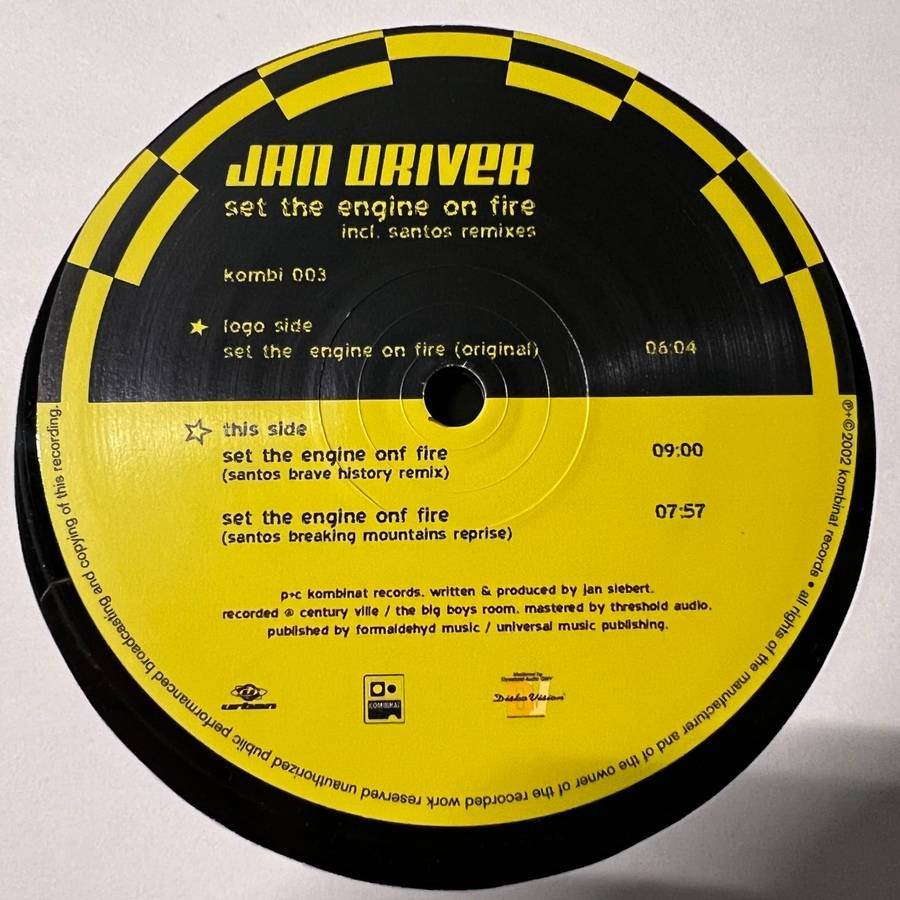 JAN DRIVER
set the engine on fire
incl. santos remixes
kombi 003
logo side
set the engine on fire (original) 06:04
this side
set the engine onf fire 09:00
(santos brave history remix)
set the engine onf fire 07:57
(santos breaking mountains reprise)
p+c kombinat records. written & produced by jan siebert.
recorded @ century ville / the big boys room. mastered by threshold audio.
published by formaldehyd music / universal music publishing.
urban
KOMBINAT
Disko Vision
℗+© 2002 kombinat records • all rights of the manufacturer and of the owner of the recorded work reserved unauthorized public performanced broadcasting and copying of this recording.